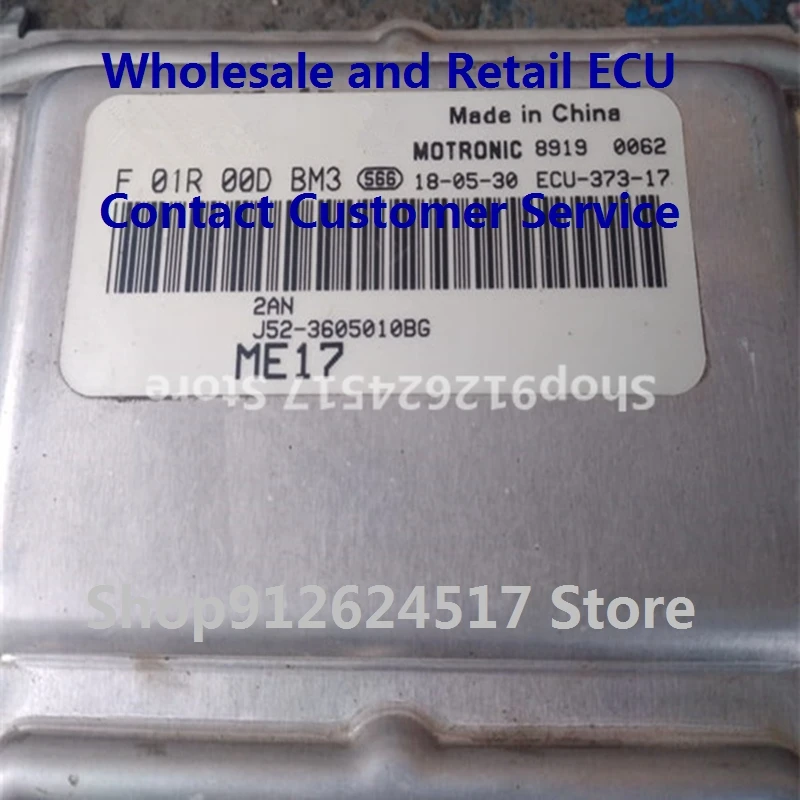 Wholesale and Retail ECU
Made in China
MOTRONIC 8919 0062
F 01R 00D BM3 566 18-05-30 ECU-373-17
Contact Customer Service
2AN
J52-3605010BG
ME17
Shop912624517 Store
Shop912624517 Store